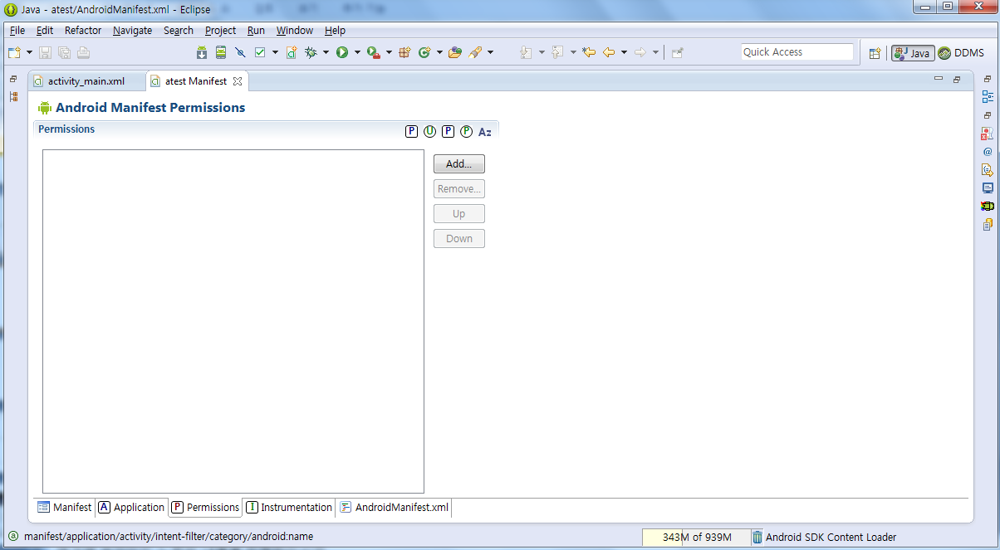 Java - atest/AndroidManifest.xml - Eclipse
File Edit Refactor Navigate Search Project Run Window Help
Quick Access Java DDMS
activity_main.xml atest Manifest
Android Manifest Permissions
Permissions P U P P Az
Add...
Remove...
Up
Down
Manifest A Application P Permissions I Instrumentation AndroidManifest.xml
manifest/application/activity/intent-filter/category/android:name 343M of 939M Android SDK Content Loader